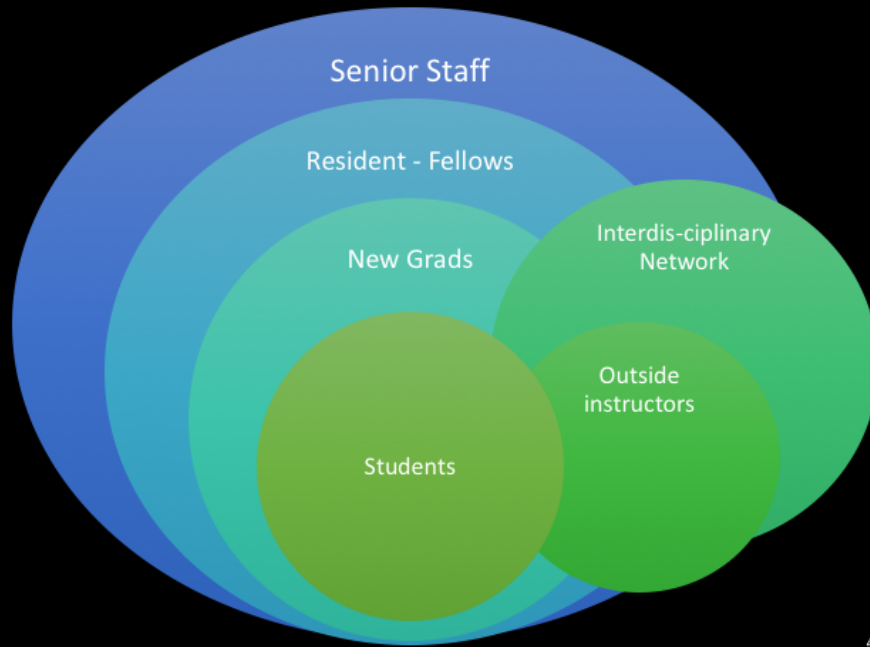 Senior Staff
Resident - Fellows
Interdis-ciplinary
Network
New Grads
Outside
instructors
Students